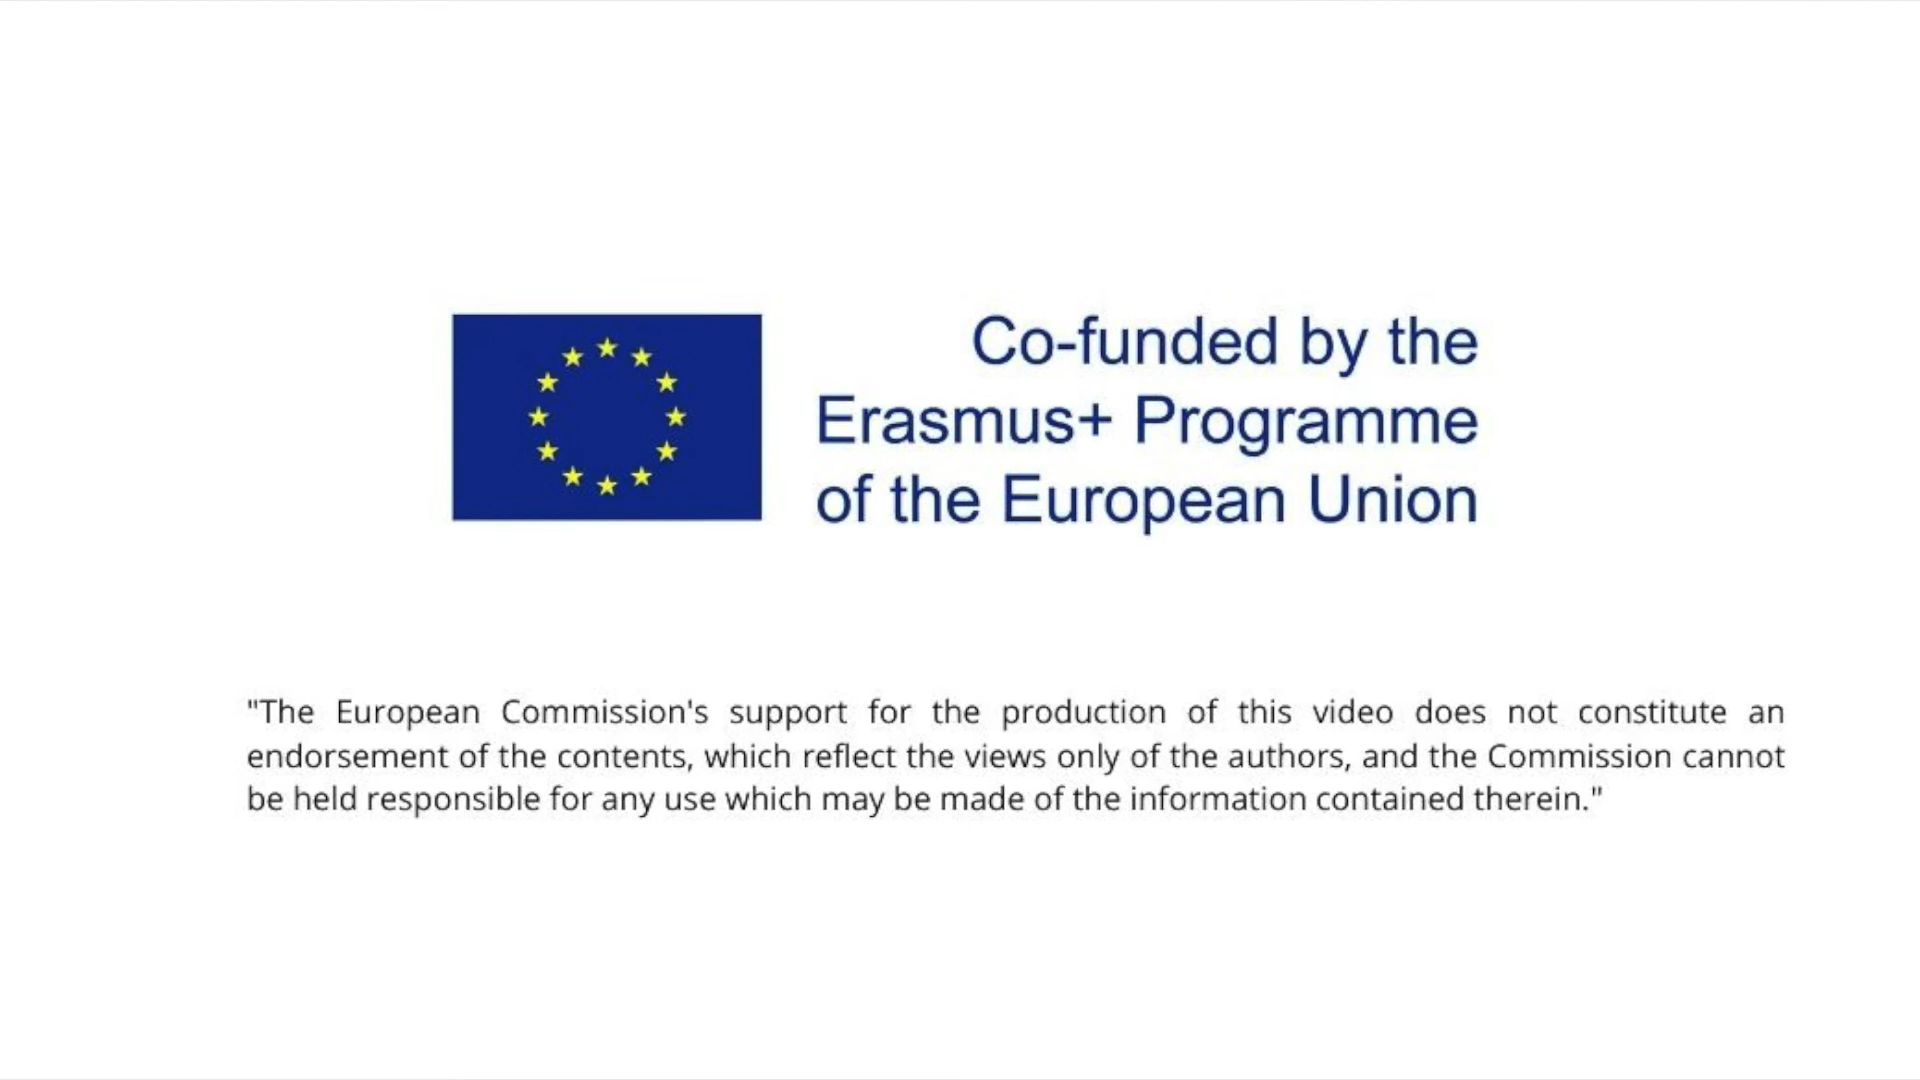 Co-funded by the
Erasmus+ Programme
of the European Union
"The European Commission's support for the production of this video does not constitute an
endorsement of the contents, which reflect the views only of the authors, and the Commission cannot
be held responsible for any use which may be made of the information contained therein."